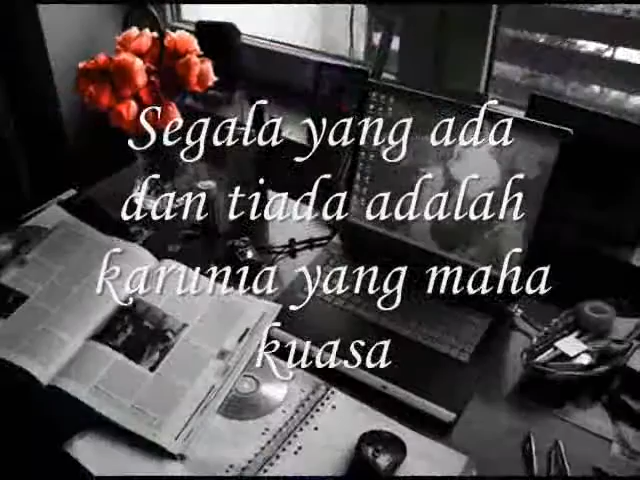 Segala yang ada
dan tiada adalah
karunia yang maha
kuasa